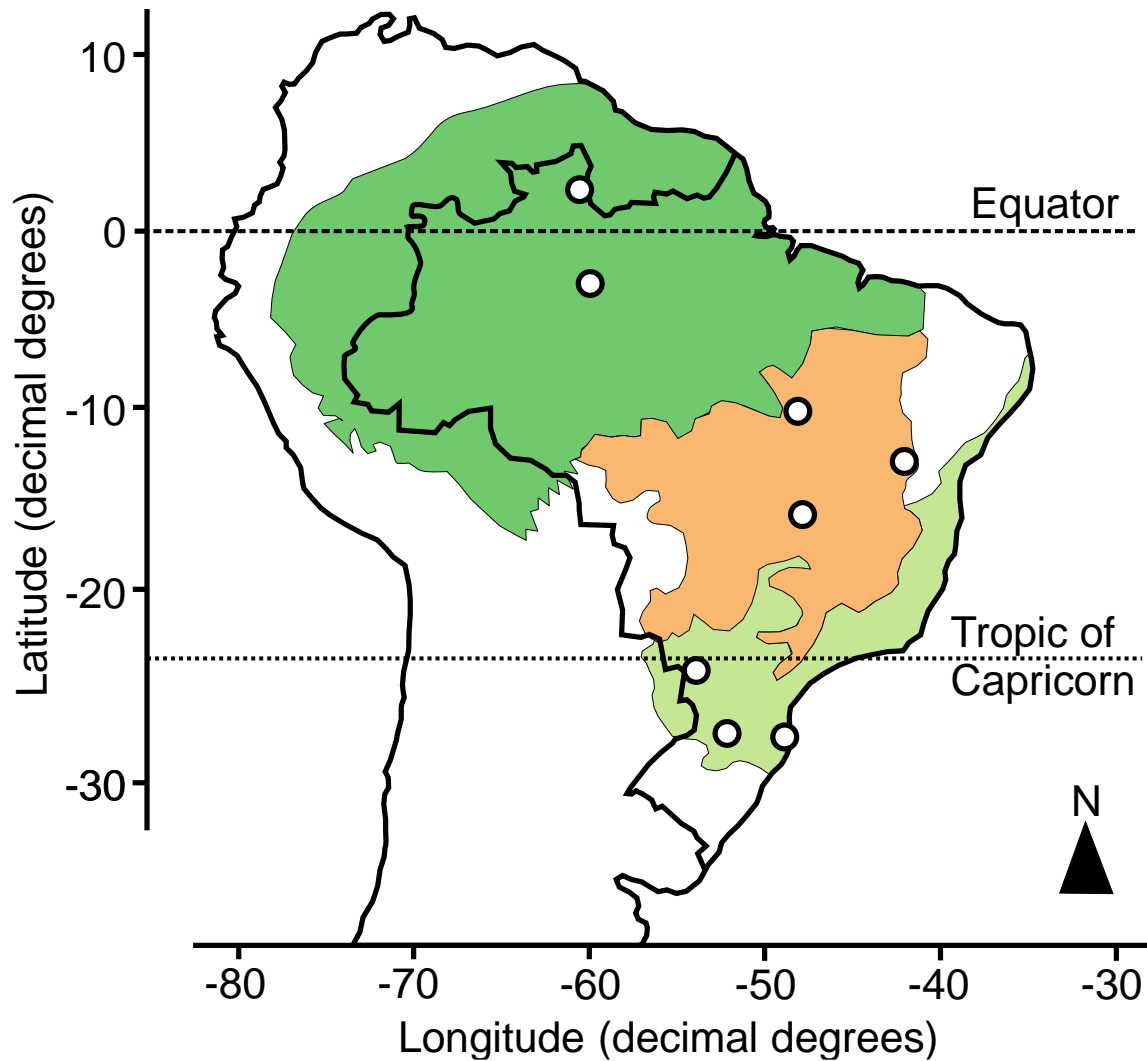 10
0
-10
-20
-30
Latitude (decimal degrees)
Equator
Tropic of
Capricorn
N
-80
-70
-60
-50
-40
-30
Longitude (decimal degrees)